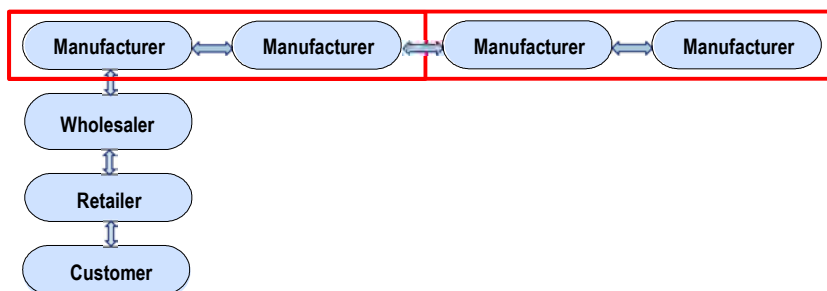 Manufacturer
Manufacturer
Manufacturer
Manufacturer
Wholesaler
Retailer
Customer